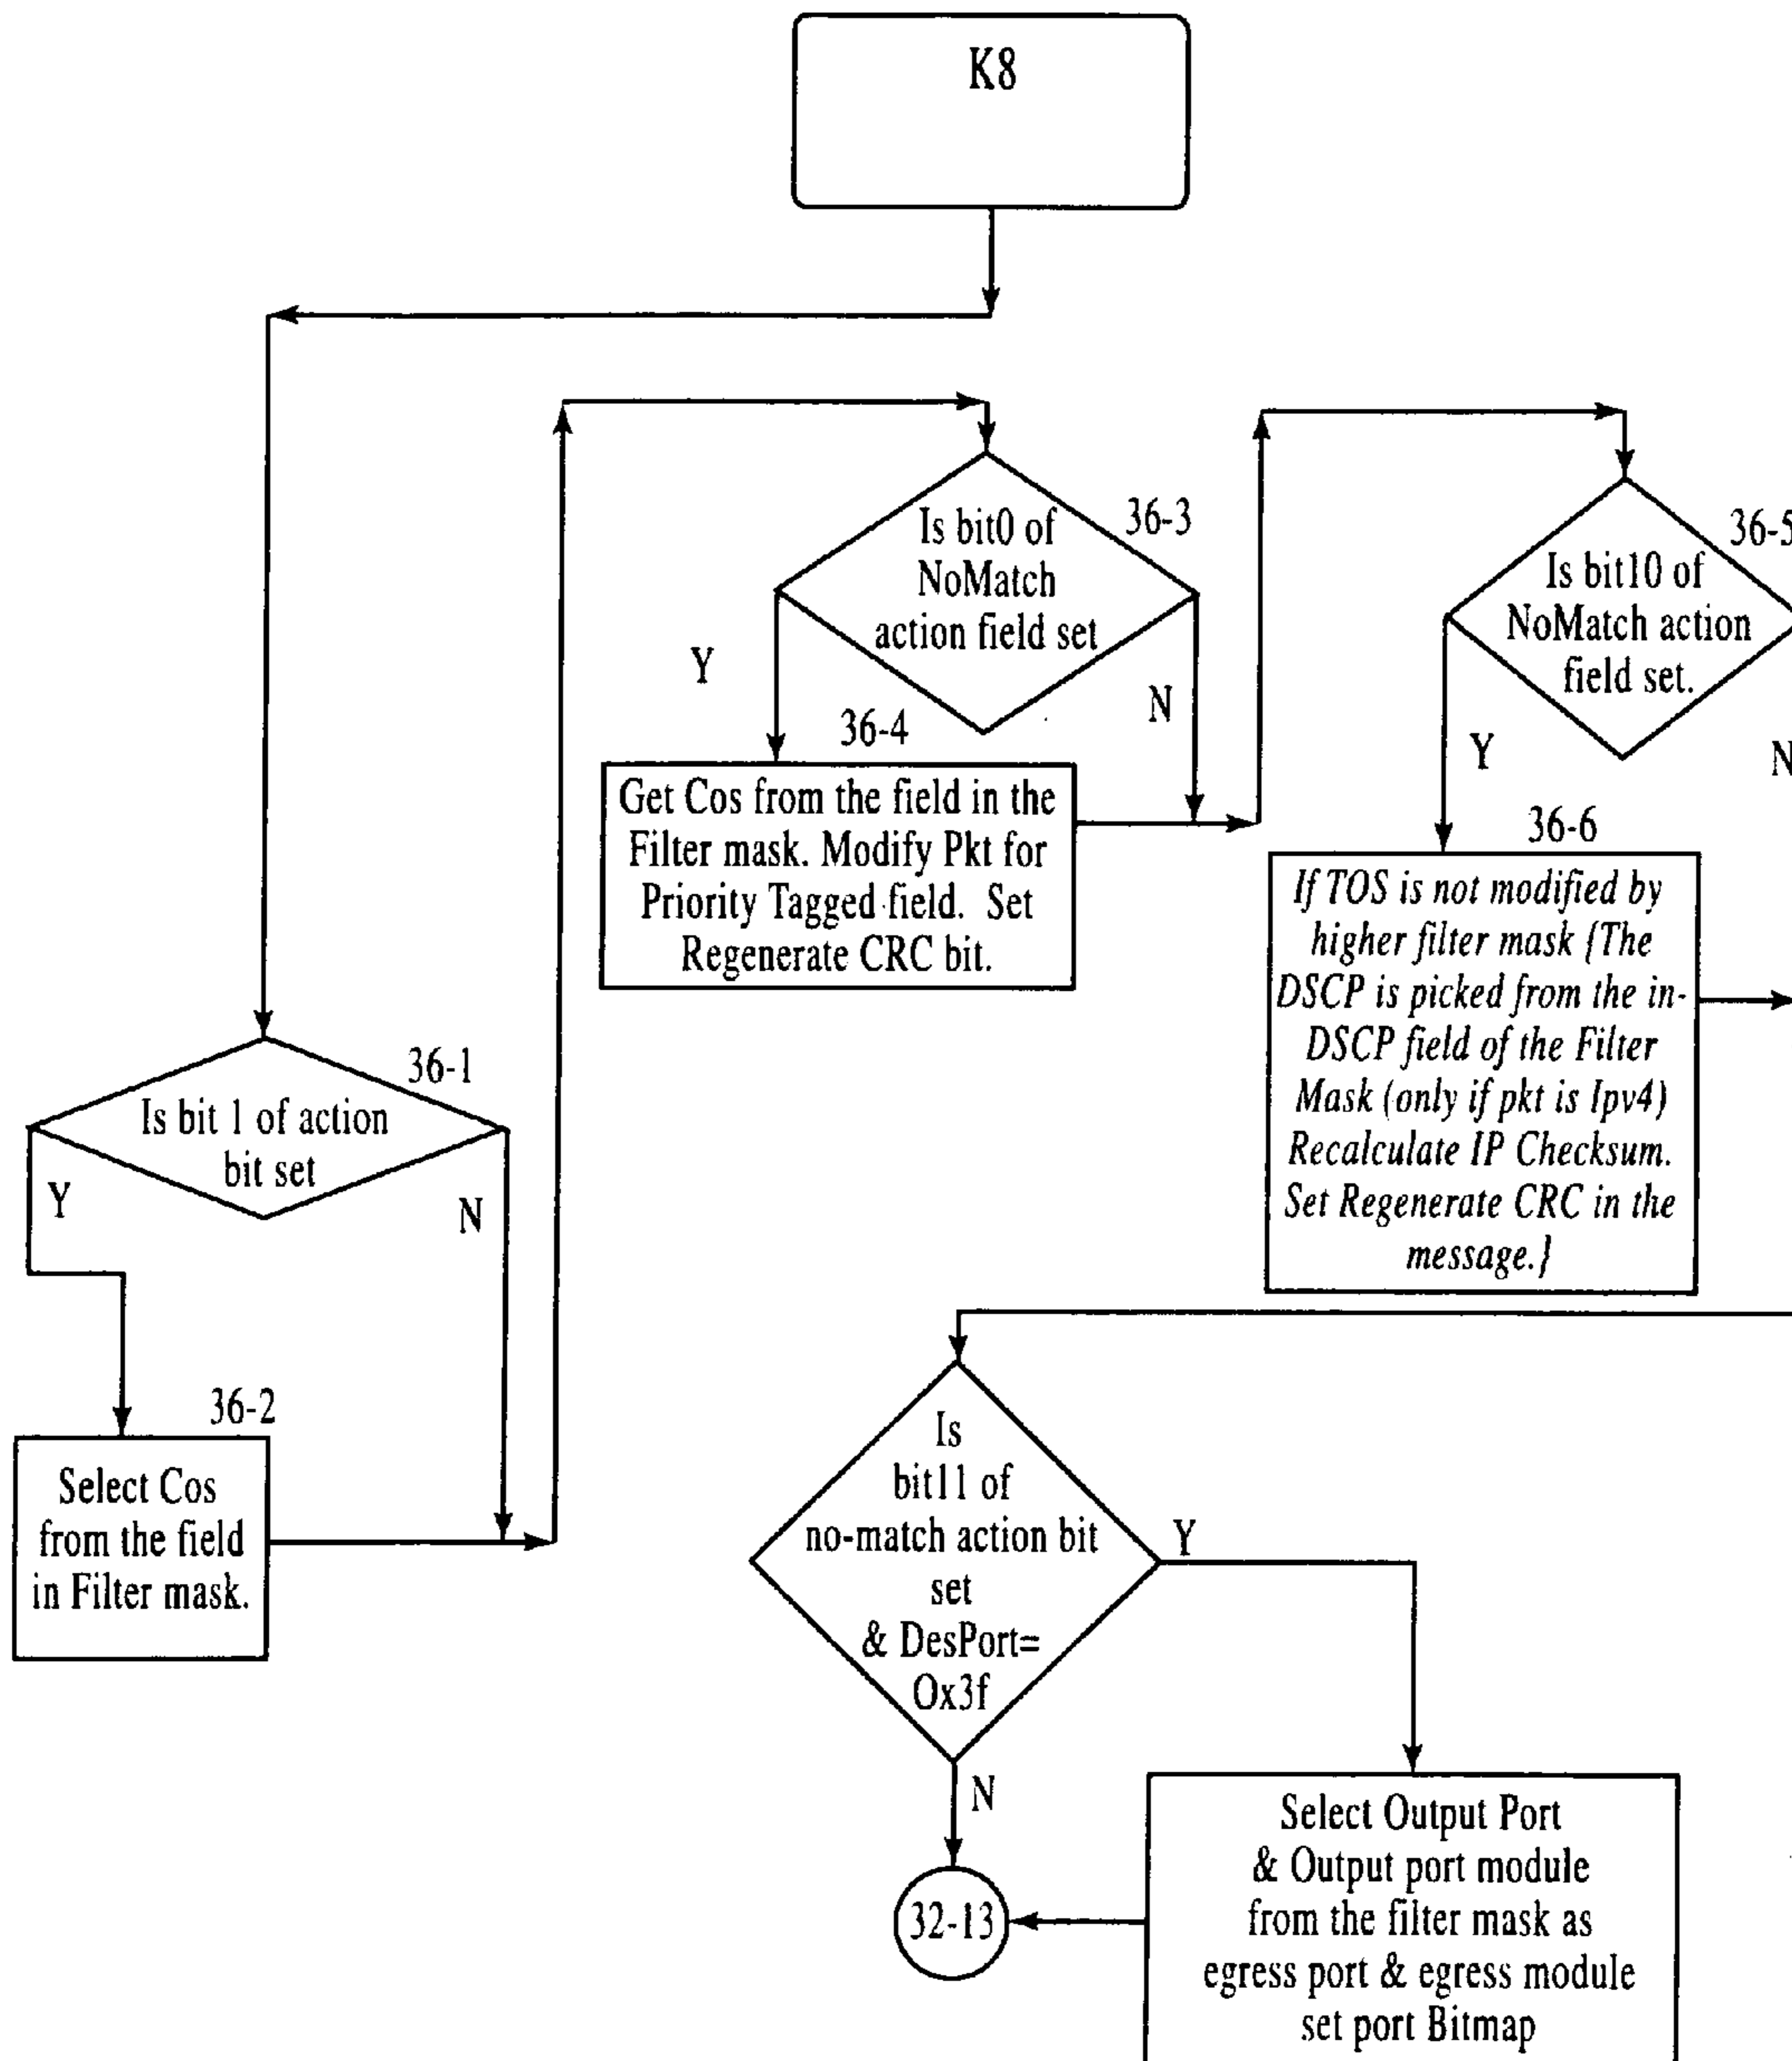 K8
36-1
Is bit 1 of action
bit set
Y
N
36-2
Select Cos
from the field
in Filter mask.
36-3
Is bit0 of
NoMatch
action field set
Y
N
36-4
Get Cos from the field in the
Filter mask. Modify Pkt for
Priority Tagged field. Set
Regenerate CRC bit.
36-5
Is bit10 of
NoMatch action
field set.
Y
N
36-6
If TOS is not modified by
higher filter mask {The
DSCP is picked from the in-
DSCP field of the Filter
Mask (only if pkt is Ipv4)
Recalculate IP Checksum.
Set Regenerate CRC in the
message.}
Is
bit11 of
no-match action bit
set
& DesPort=
Ox3f
Y
N
32-13
Select Output Port
& Output port module
from the filter mask as
egress port & egress module
set port Bitmap